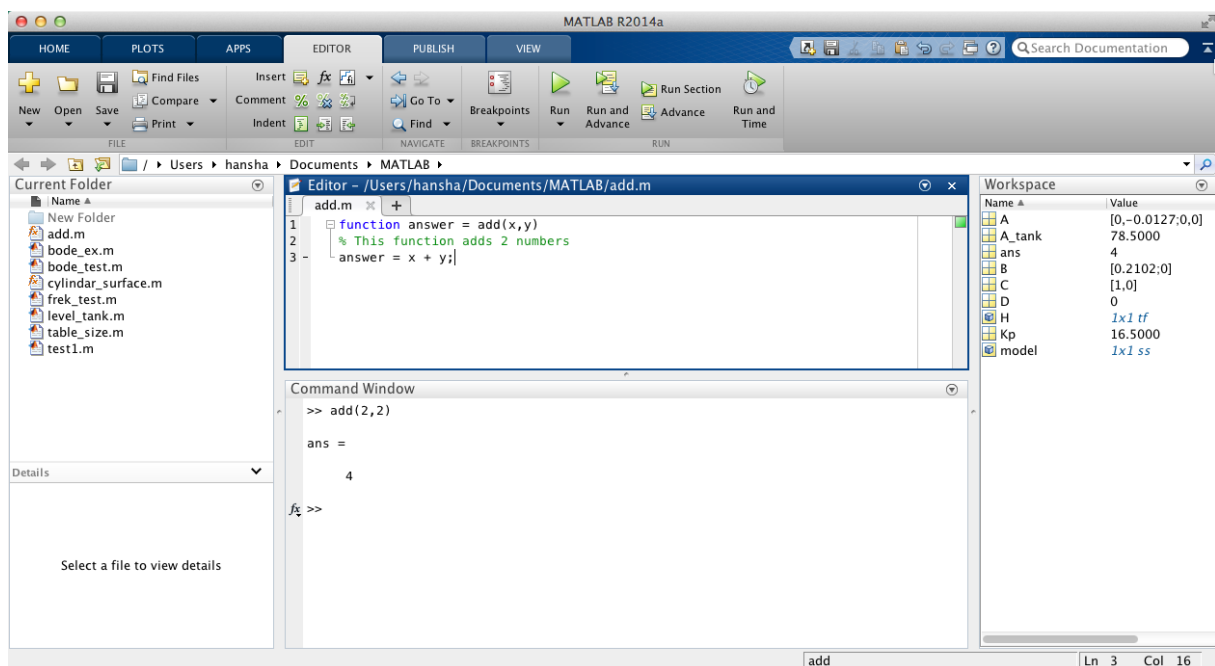 MATLAB R2014a
HOME PLOTS APPS EDITOR PUBLISH VIEW Search Documentation
New Open Save Find Files Compare Print
FILE
Insert fx
Comment %
Indent
EDIT
Go To
Find
NAVIGATE
Breakpoints
BREAKPOINTS
Run Run and Advance Run Section Advance Run and Time
RUN
/ Users hansha Documents MATLAB
Current Folder
Name
New Folder
add.m
bode_ex.m
bode_test.m
cylindar_surface.m
frek_test.m
level_tank.m
table_size.m
test1.m
Details
Select a file to view details
Editor – /Users/hansha/Documents/MATLAB/add.m
add.m +
1 function answer = add(x,y)
2 % This function adds 2 numbers
3 – answer = x + y;
Command Window
>> add(2,2)
ans =
4
fx >>
Workspace
Name Value
A [0,-0.0127;0,0]
A_tank 78.5000
ans 4
B [0.2102;0]
C [1,0]
D 0
H 1x1 tf
Kp 16.5000
model 1x1 ss
add Ln 3 Col 16